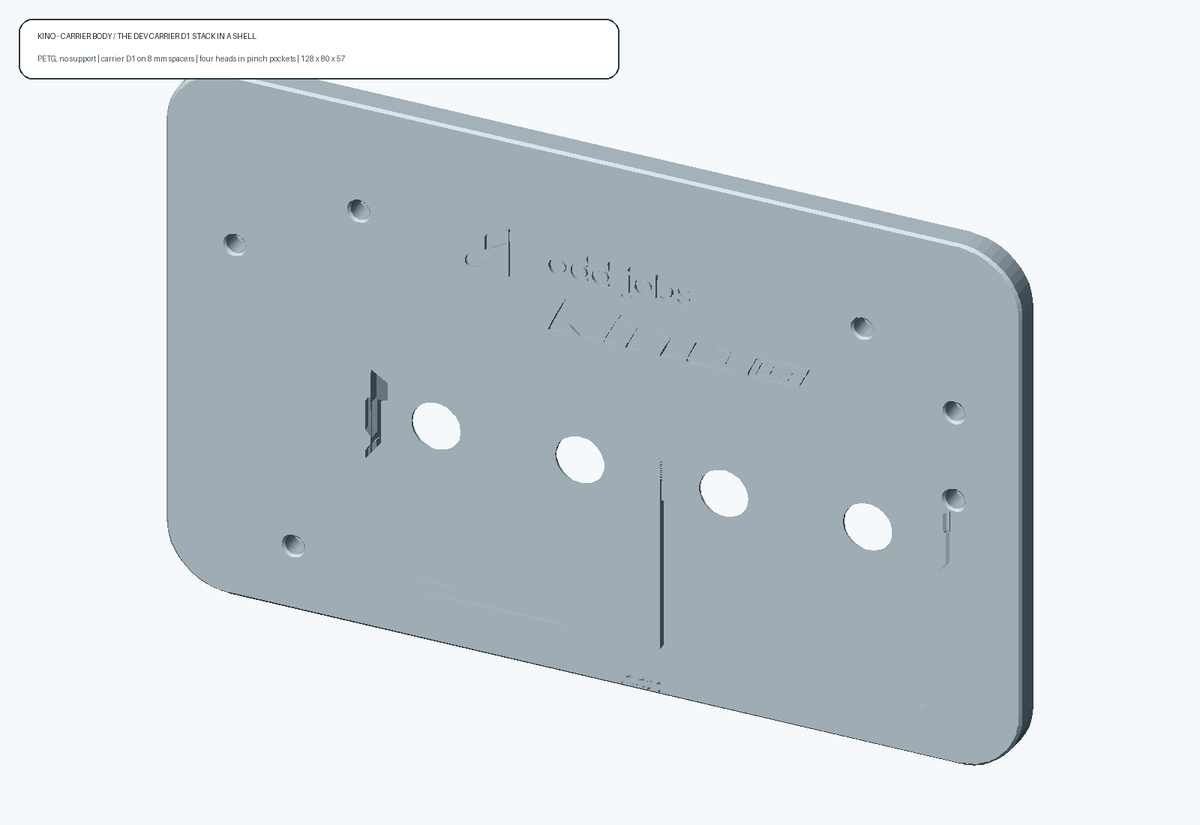 KINO - CARRIER BODY / THE DEV CARRIER D1 STACK IN A SHELL
PETG, no support | carrier D1 on 8 mm spacers | four heads in pinch pockets | 128 x 80 x 57
odd jobs
kino